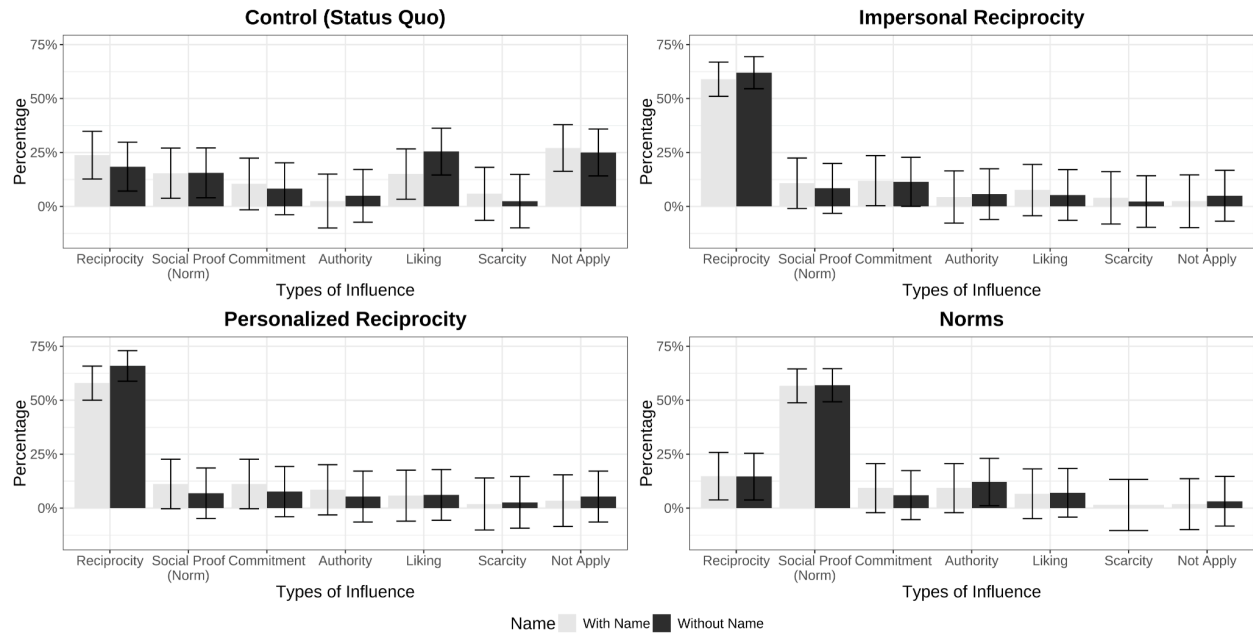 Control (Status Quo)
Percentage
75%
50%
25%
0%
Reciprocity Social Proof Commitment Authority Liking Scarcity Not Apply
(Norm)
Types of Influence
Impersonal Reciprocity
Percentage
75%
50%
25%
0%
Reciprocity Social Proof Commitment Authority Liking Scarcity Not Apply
(Norm)
Types of Influence
Personalized Reciprocity
Percentage
75%
50%
25%
0%
Reciprocity Social Proof Commitment Authority Liking Scarcity Not Apply
(Norm)
Types of Influence
Norms
Percentage
75%
50%
25%
0%
Reciprocity Social Proof Commitment Authority Liking Scarcity Not Apply
(Norm)
Types of Influence
Name With Name Without Name